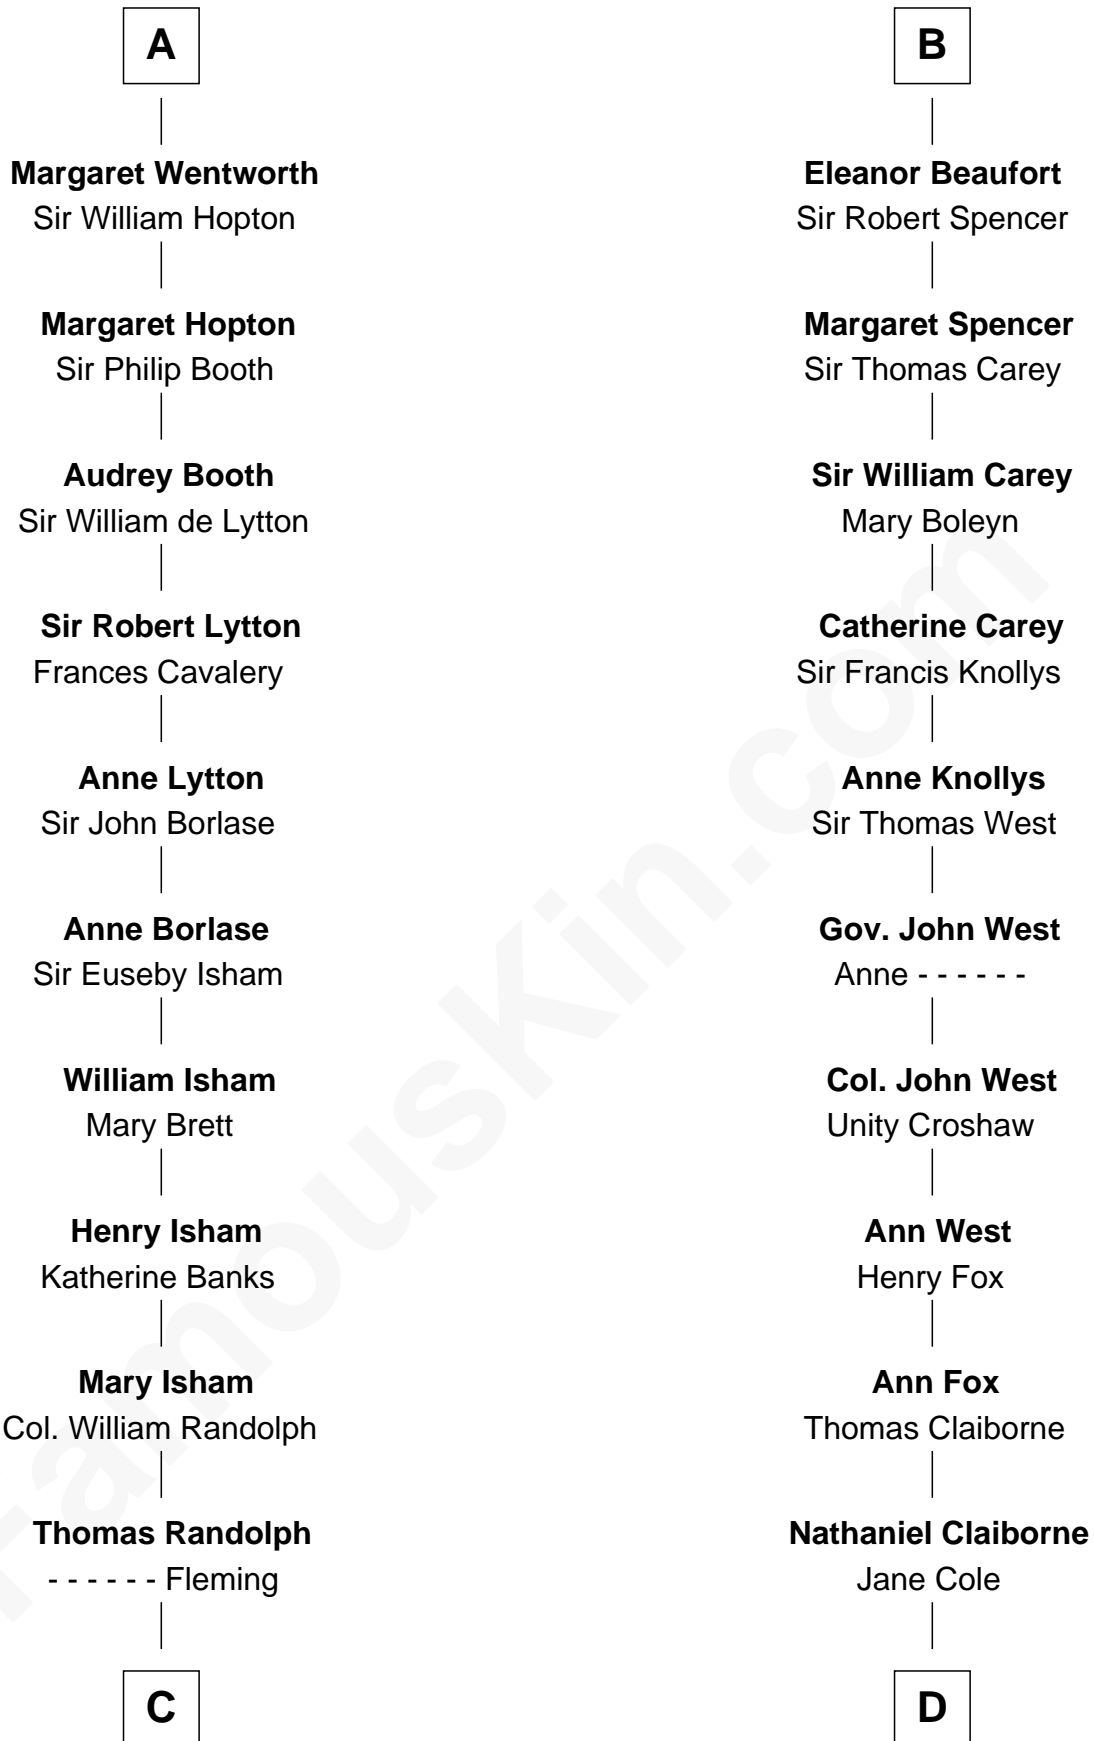 A
Margaret Wentworth
Sir William Hopton
Margaret Hopton
Sir Philip Booth
Audrey Booth
Sir William de Lytton
Sir Robert Lytton
Frances Cavalery
Anne Lytton
Sir John Borlase
Anne Borlase
Sir Euseby Isham
William Isham
Mary Brett
Henry Isham
Katherine Banks
Mary Isham
Col. William Randolph
Thomas Randolph
- - - - - - Fleming
C
B
Eleanor Beaufort
Sir Robert Spencer
Margaret Spencer
Sir Thomas Carey
Sir William Carey
Mary Boleyn
Catherine Carey
Sir Francis Knollys
Anne Knollys
Sir Thomas West
Gov. John West
Anne - - - - - -
Col. John West
Unity Croshaw
Ann West
Henry Fox
Ann Fox
Thomas Claiborne
Nathaniel Claiborne
Jane Cole
D
FamousKin.com